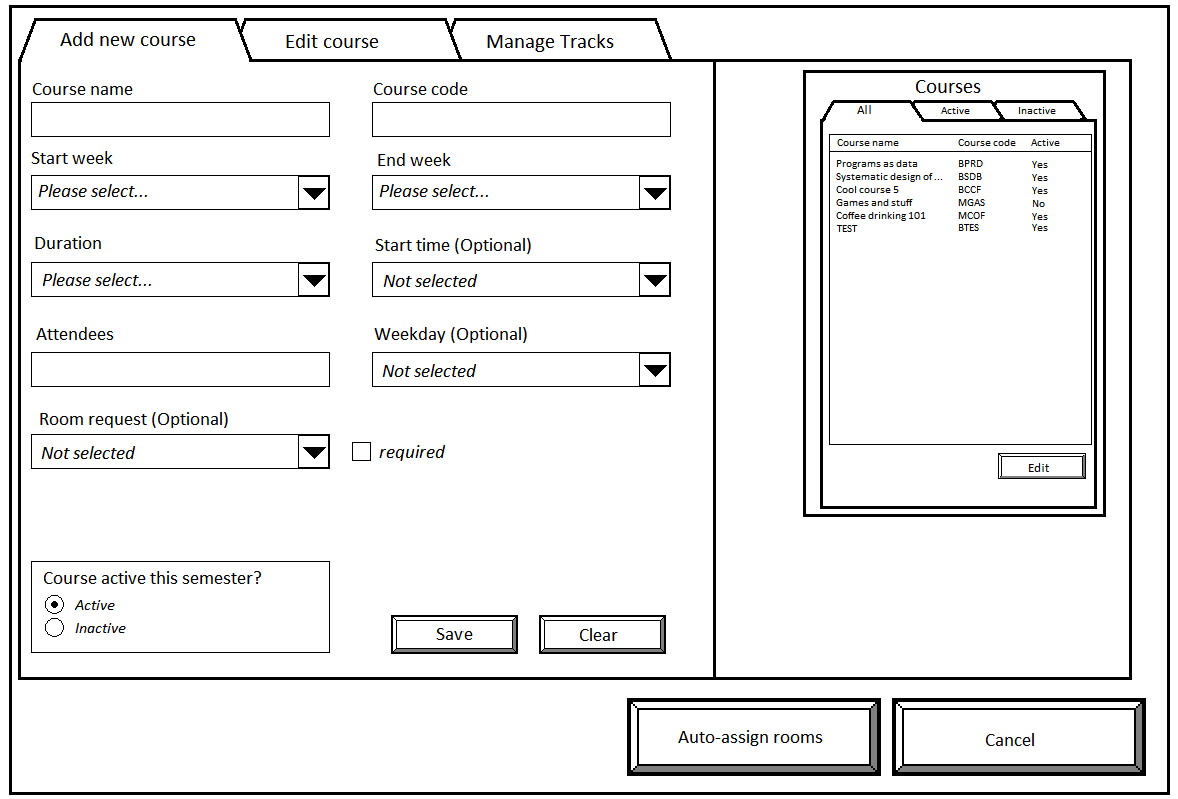 Add new course
Edit course
Manage Tracks
Course name
Course code
Start week
End week
Please select...
Please select...
Duration
Start time (Optional)
Please select...
Not selected
Attendees
Weekday (Optional)
Not selected
Room request (Optional)
Not selected
required
Course active this semester?
Active
Inactive
Save
Clear
Courses
All
Active
Inactive
Course name Course code Active
Programs as data BPRD Yes
Systematic design of ... BSDB Yes
Cool course 5 BCCF Yes
Games and stuff MGAS No
Coffee drinking 101 MCOF Yes
TEST BTES Yes
Edit
Auto-assign rooms
Cancel